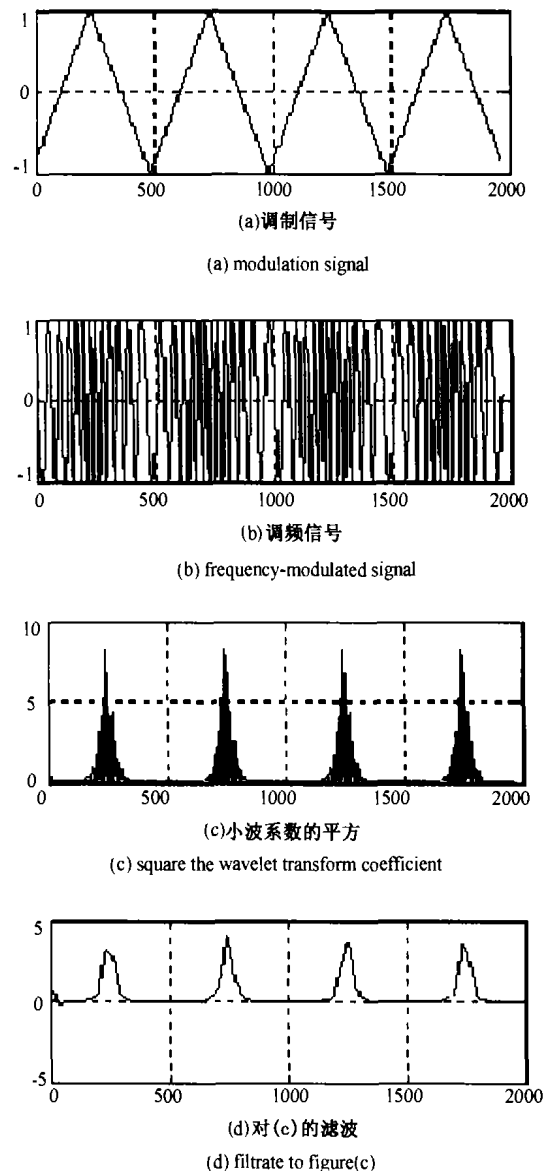 1
0
-1
0 500 1000 1500 2000
(a)调制信号
(a) modulation signal
1
0
-1
0 500 1000 1500 2000
(b)调频信号
(b) frequency-modulated signal
10
5
0
0 500 1000 1500 2000
(c)小波系数的平方
(c) square the wavelet transform coefficient
5
0
-5
0 500 1000 1500 2000
(d)对(c)的滤波
(d) filtrate to figure(c)